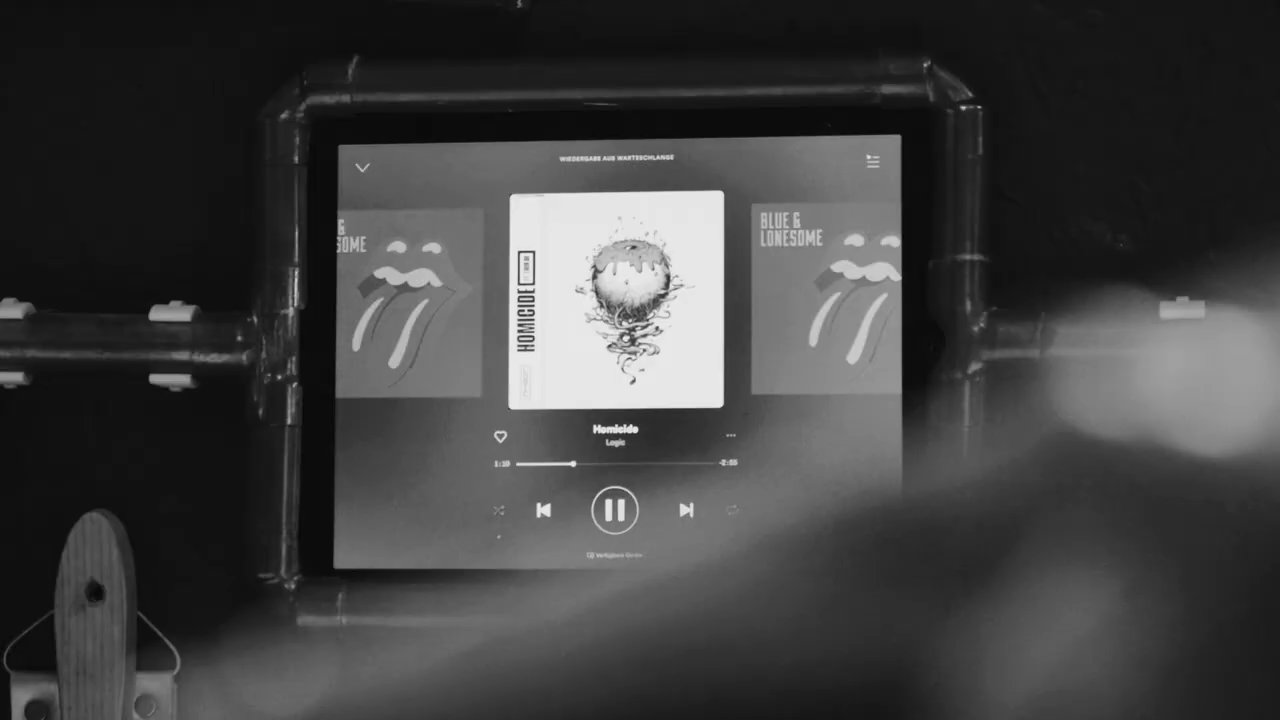 WIEDERGABE AUS WARTESCHLANGE
&
SOME
HOMICIDE
BLUE &
LONESOME
Homicide
Logic
1:19
-2:55